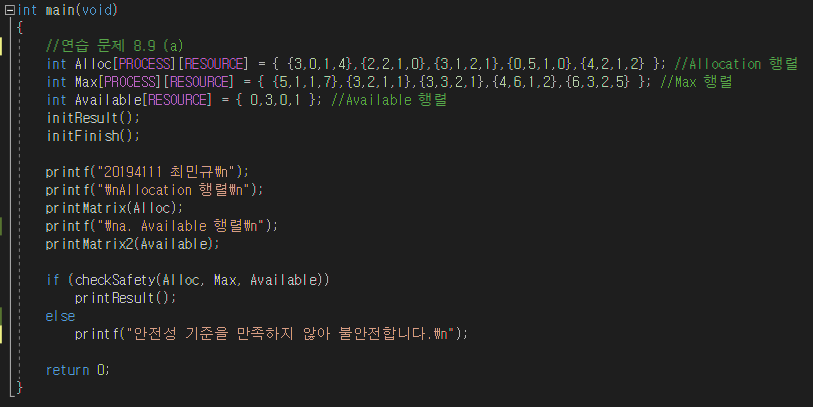 int main(void)
{
//연습 문제 8.9 (a)
int Alloc[PROCESS][RESOURCE] = { {3,0,1,4},{2,2,1,0},{3,1,2,1},{0,5,1,0},{4,2,1,2} }; //Allocation 행렬
int Max[PROCESS][RESOURCE] = { {5,1,1,7},{3,2,1,1},{3,3,2,1},{4,6,1,2},{6,3,2,5} }; //Max 행렬
int Available[RESOURCE] = { 0,3,0,1 }; //Available 행렬
initResult();
initFinish();
printf("20194111 최민규₩n");
printf("₩nAllocation 행렬₩n");
printMatrix(Alloc);
printf("₩na. Available 행렬₩n");
printMatrix2(Available);
if (checkSafety(Alloc, Max, Available))
printResult();
else
printf("안전성 기준을 만족하지 않아 불안전합니다.₩n");
return 0;
}